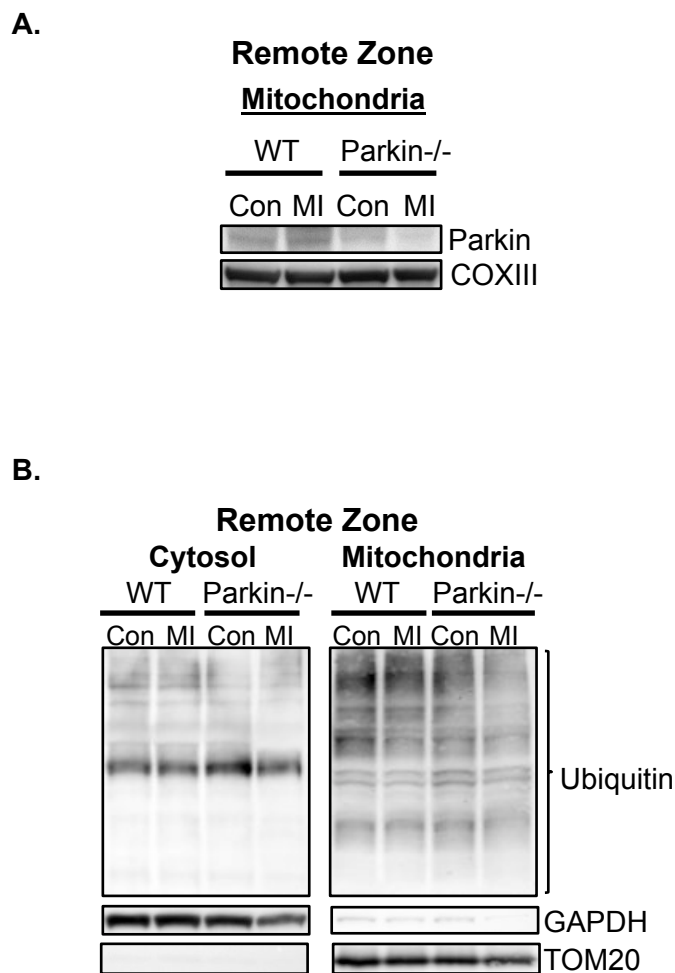 A.
Remote Zone
Mitochondria
WT Parkin-/-
Con MI Con MI
Parkin
COXIII
B.
Remote Zone
Cytosol Mitochondria
WT Parkin-/- WT Parkin-/-
Con MI Con MI Con MI Con MI
Ubiquitin
GAPDH
TOM20